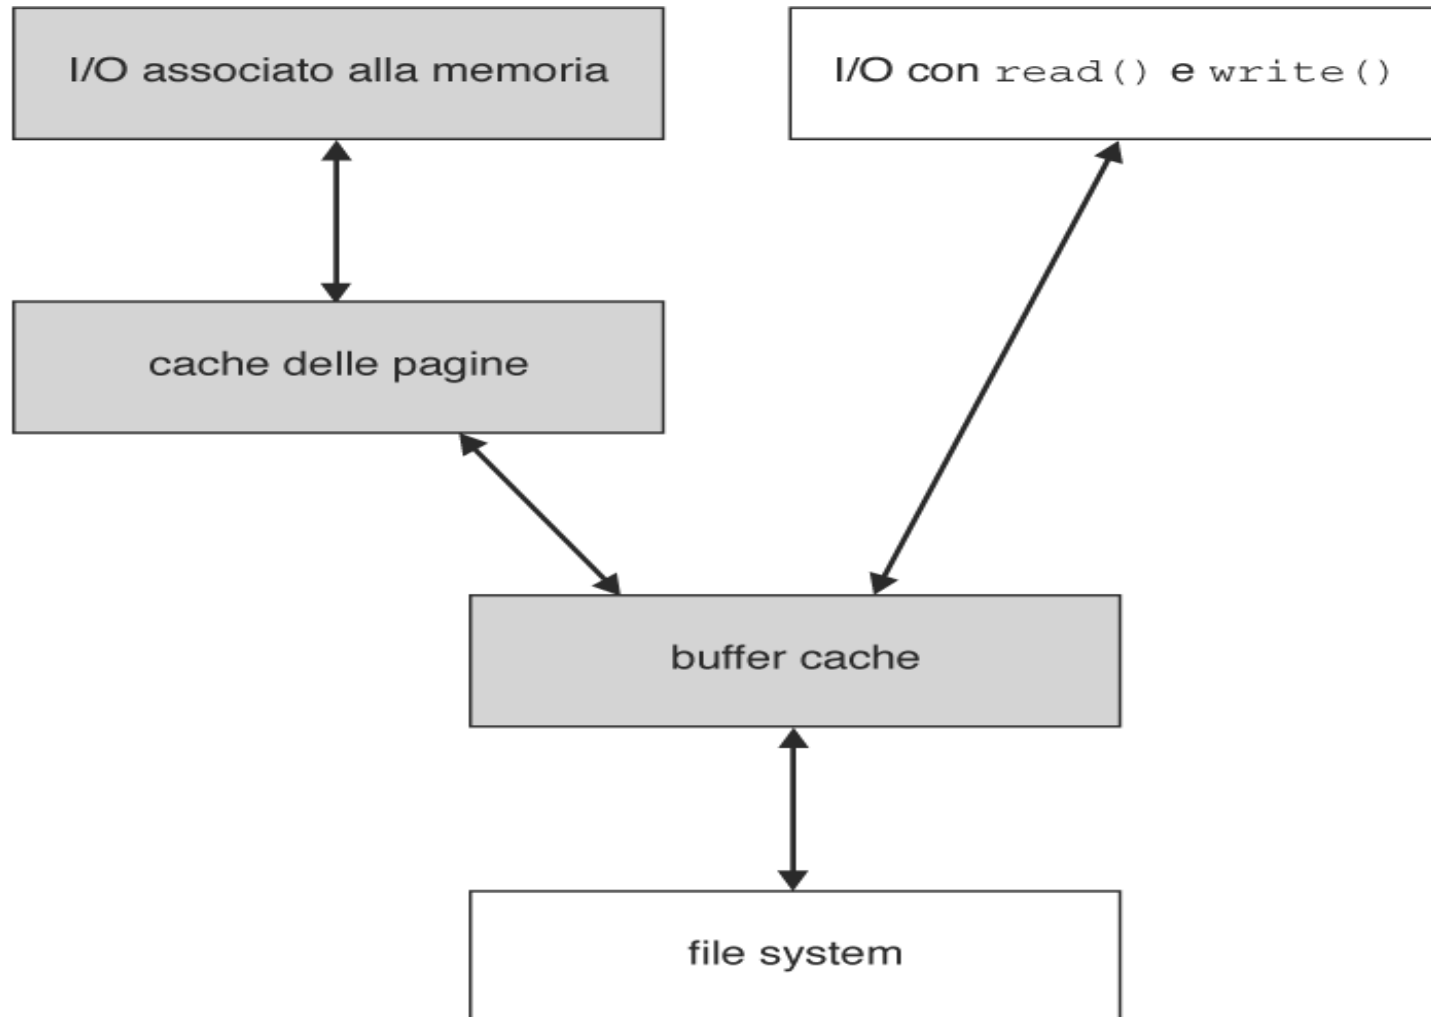 I/O associato alla memoria
I/O con read() e write()
cache delle pagine
buffer cache
file system